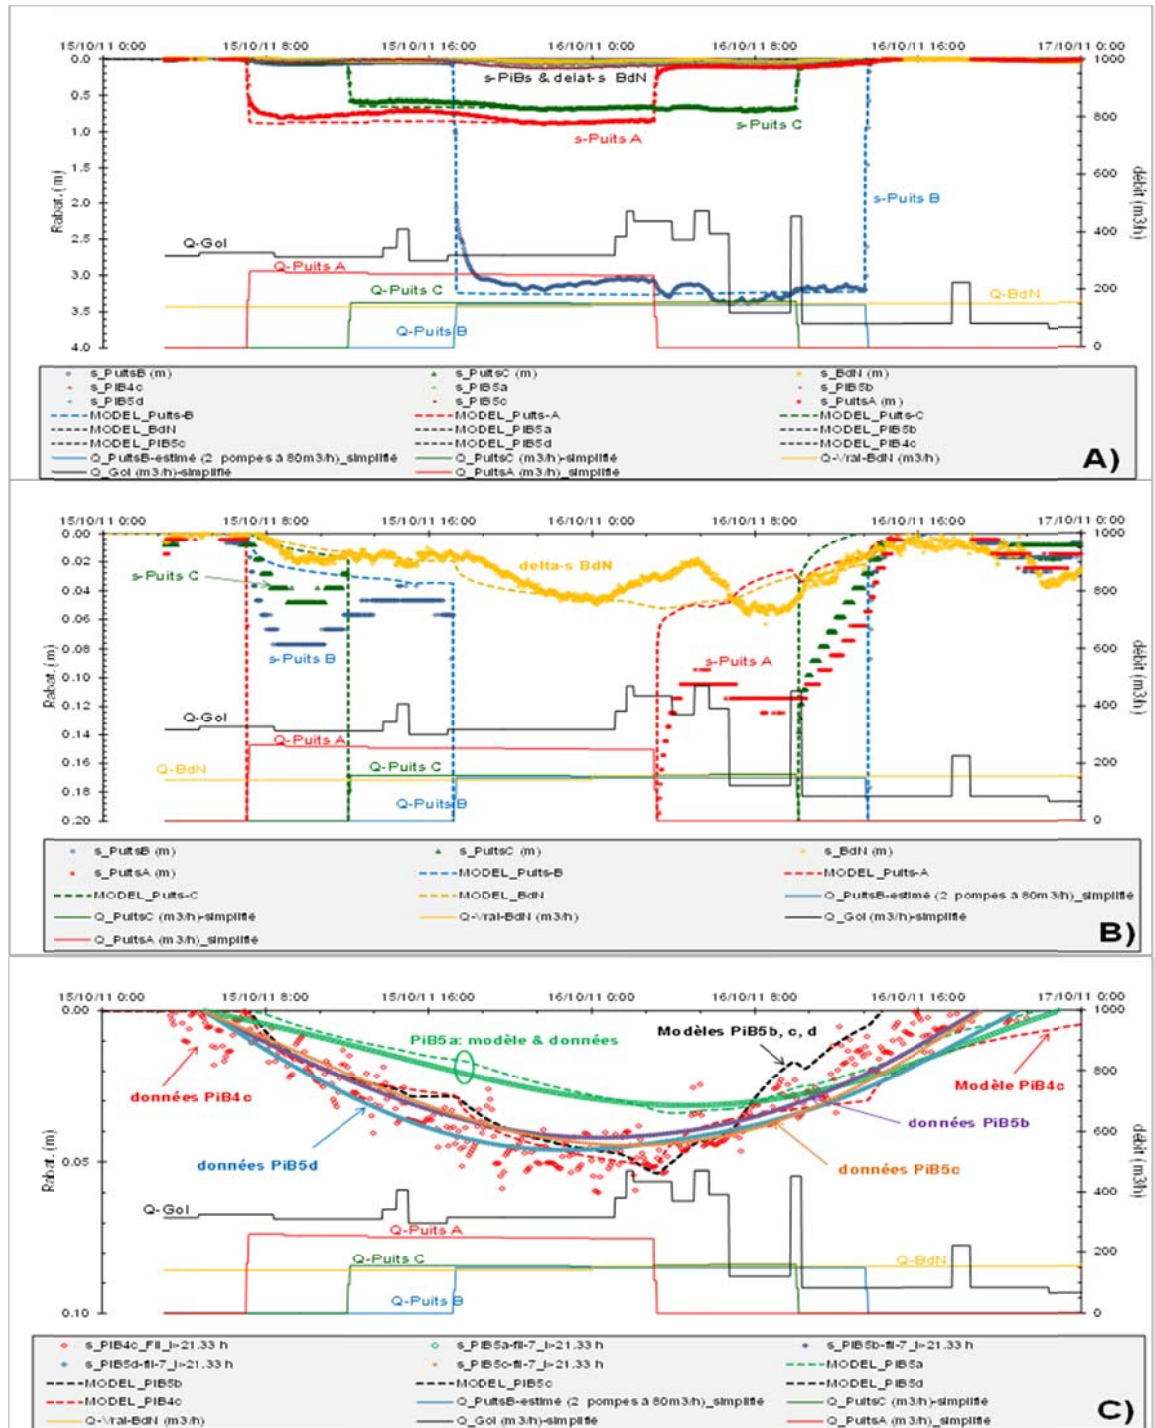 15/10/11 0:00 15/10/11 8:00 15/10/11 16:00 16/10/11 0:00 16/10/11 8:00 16/10/11 16:00 17/10/11 0:00
0.0 1000
s-PiBs & delat-s BdN
0.5
s-Puits C
1.0 800
s-Puits A
1.5
600
Rabat. (m)
débit (m3/h)
2.0
s-Puits B
2.5 400
Q-Gol
Q-Puits A
3.0
Q-Puits C 200
Q-BdN
3.5
Q-Puits B
4.0 0
s_PuitsB (m) s_PuitsC (m) s_BdN (m)
s_PIB4c s_PIB5a s_PIB5b
s_PIB5d s_PIB5c s_PuitsA (m)
MODEL_Puits-B MODEL_Puits-A MODEL_Puits-C
MODEL_BdN MODEL_PIB5a MODEL_PIB5b
MODEL_PIB5c MODEL_PIB5d MODEL_PIB4c
Q_PuitsB-estimé (2 pompes à 80m3/h)_simplifié Q_PuitsC (m3/h)-simplifié Q-Vrai-BdN (m3/h)
Q_Gol (m3/h)-simplifié Q_PuitsA (m3/h)_simplifié
A)
15/10/11 0:00 15/10/11 8:00 15/10/11 16:00 16/10/11 0:00 16/10/11 8:00 16/10/11 16:00 17/10/11 0:00
0.00 1000
0.02
s-Puits C delta-s BdN
0.04 800
0.06
0.08 600
s-Puits B s-Puits A
Rabat. (m)
débit (m3/h)
0.10
0.12 400
Q-Gol
0.14
Q-Puits A
0.16 200
Q-BdN Q-Puits C
0.18
Q-Puits B
0.20 0
s_PuitsB (m) s_PuitsC (m) s_BdN (m)
s_PuitsA (m) MODEL_Puits-B MODEL_Puits-A
MODEL_Puits-C MODEL_BdN Q_PuitsB-estimé (2 pompes à 80m3/h)_simplifié
Q_PuitsC (m3/h)-simplifié Q-Vrai-BdN (m3/h) Q_Gol (m3/h)-simplifié
Q_PuitsA (m3/h)_simplifié
B)
15/10/11 0:00 15/10/11 8:00 15/10/11 16:00 16/10/11 0:00 16/10/11 8:00 16/10/11 16:00 17/10/11 0:00
0.00 1000
Modèles PiB5b, c, d
PiB5a: modèle & données
800
Modèle PiB4c
données PiB4c
données PiB5b
600
0.05
données PiB5d données PiB5c
Rabat. (m)
débit (m3/h)
400
Q-Gol
Q-Puits A
200
Q-Puits C Q-BdN
Q-Puits B
0.10 0
s_PIB4c_Fil_l>21.33 h s_PIB5a-fil-7_l>21.33 h s_PIB5b-fil-7_l>21.33 h
s_PIB5d-fil-7_l>21.33 h s_PIB5c-fil-7_l>21.33 h MODEL_PIB5a
MODEL_PIB5b MODEL_PIB5c MODEL_PIB5d
MODEL_PIB4c Q_PuitsB-estimé (2 pompes à 80m3/h)_simplifié Q_PuitsC (m3/h)-simplifié
Q-Vrai-BdN (m3/h) Q_Gol (m3/h)-simplifié Q_PuitsA (m3/h)_simplifié
C)